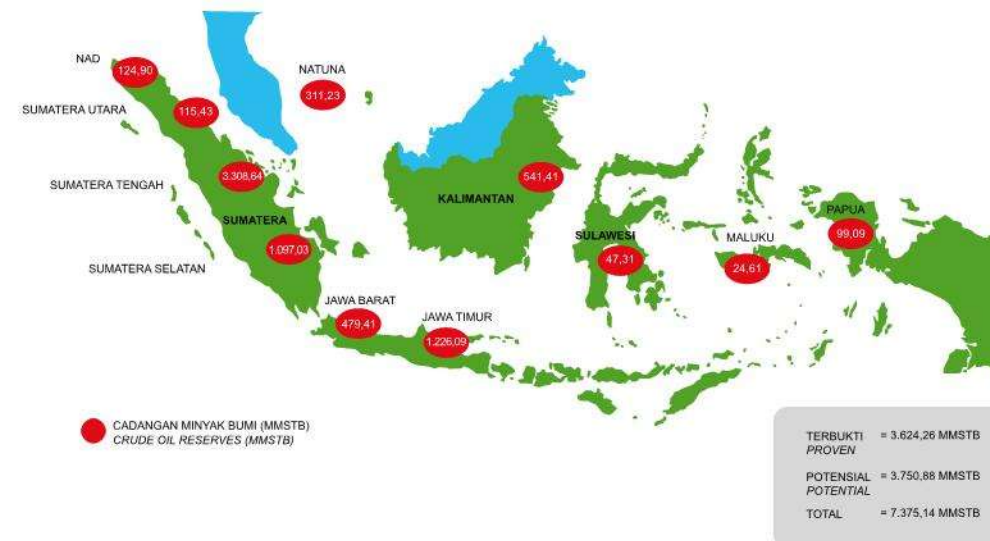 NAD
124,90
NATUNA
311,23
SUMATERA UTARA
115,43
SUMATERA TENGAH
3.308,64
KALIMANTAN
541,41
SUMATERA
1.097,03
SUMATERA SELATAN
SULAWESI
47,31
MALUKU
24,61
PAPUA
99,09
JAWA BARAT
479,41
JAWA TIMUR
1.226,09
CADANGAN MINYAK BUMI (MMSTB)
CRUDE OIL RESERVES (MMSTB)
TERBUKTI = 3.624,26 MMSTB
PROVEN
POTENSIAL = 3.750,88 MMSTB
POTENTIAL
TOTAL = 7.375,14 MMSTB